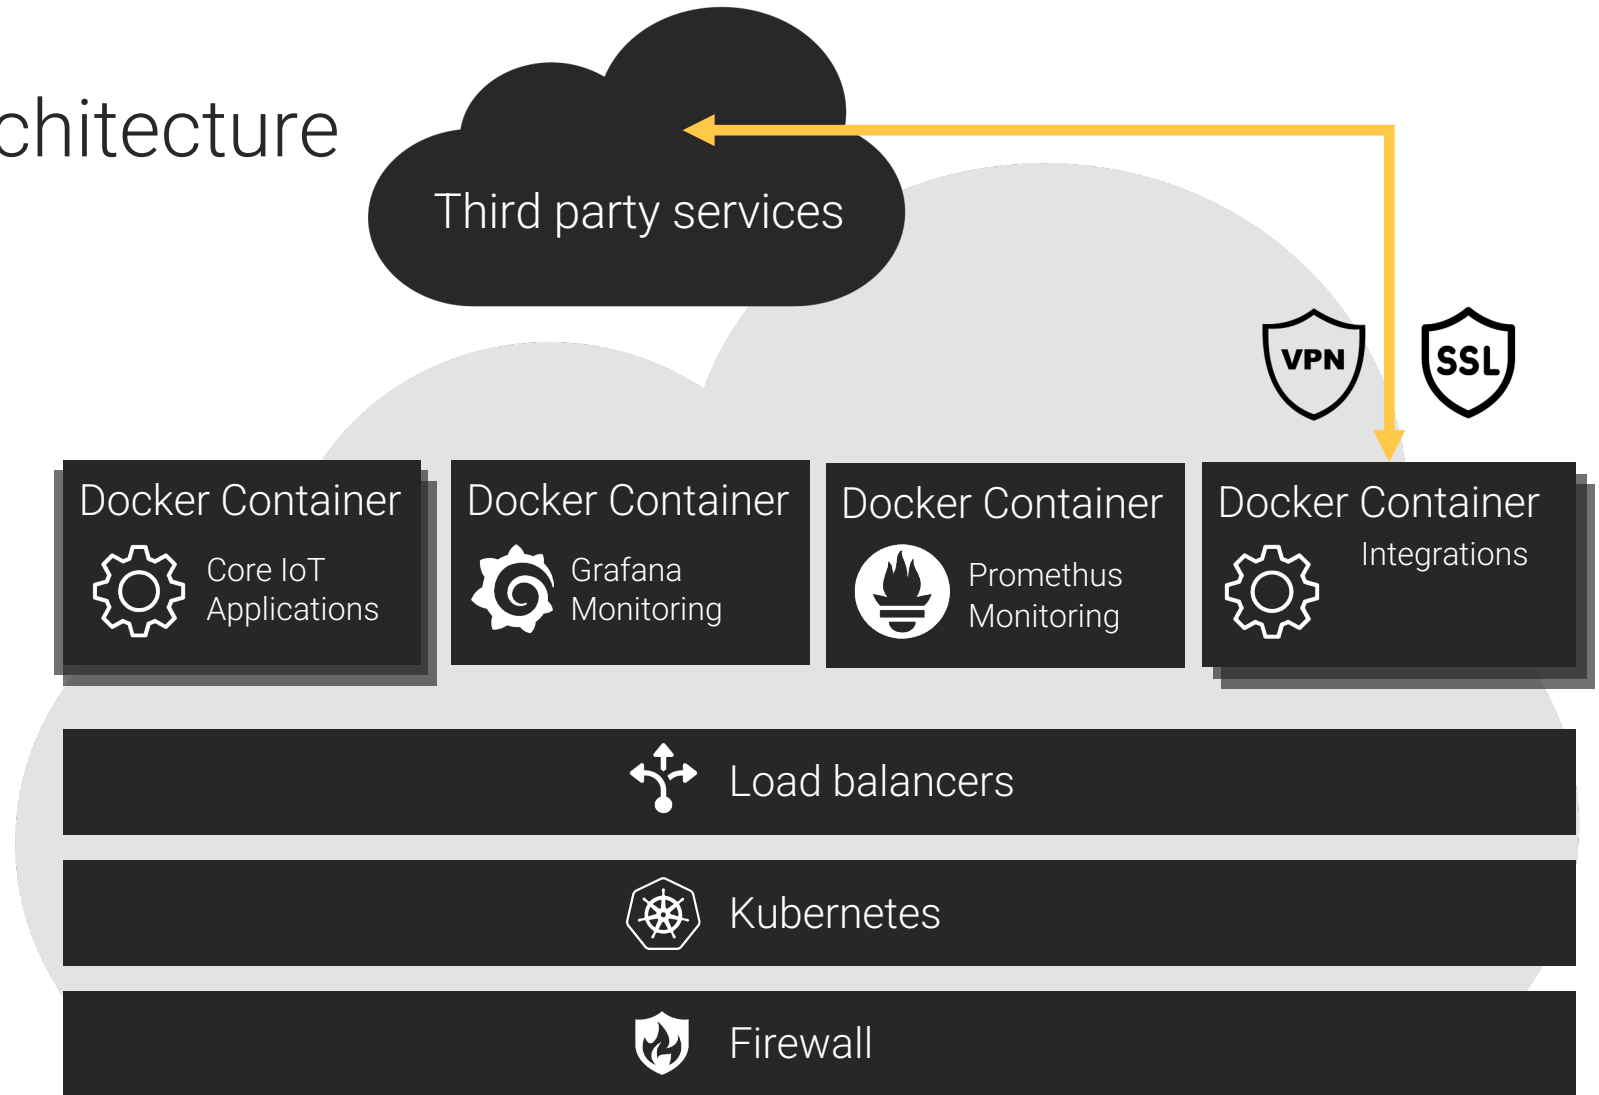 chitecture
Third party services
VPN
SSL
Docker Container
Core IoT
Applications
Docker Container
Grafana
Monitoring
Docker Container
Promethus
Monitoring
Docker Container
Integrations
Load balancers
Kubernetes
Firewall